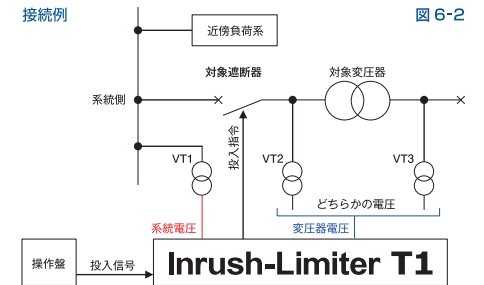 接続例
図 6-2
近傍負荷系
対象遮断器
対象変圧器
系統側
VT1
投入指令
VT2
VT3
どちらかの電圧
系統電圧
変圧器電圧
操作盤
投入信号
Inrush-Limiter T1